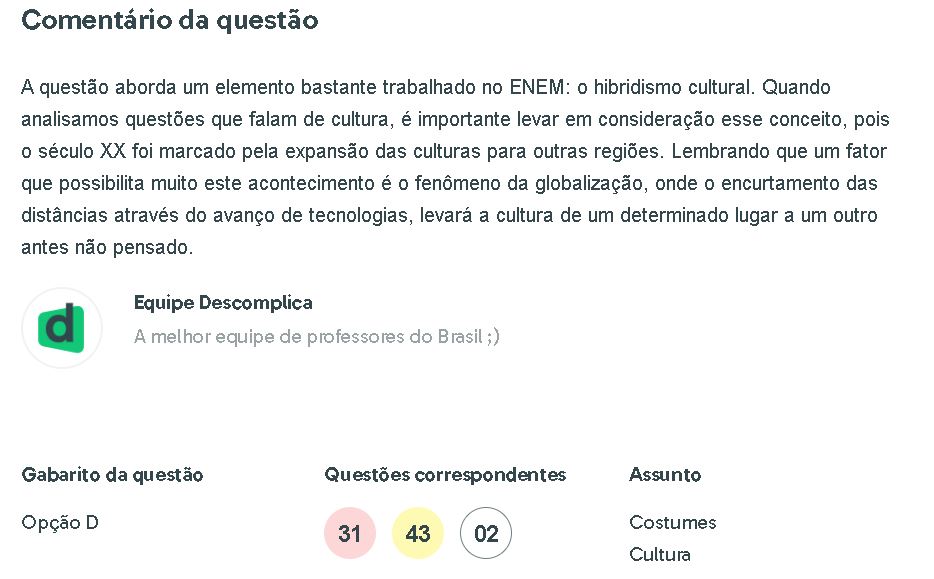 Comentário da questão
A questão aborda um elemento bastante trabalhado no ENEM: o hibridismo cultural. Quando
analisamos questões que falam de cultura, é importante levar em consideração esse conceito, pois
o século XX foi marcado pela expansão das culturas para outras regiões. Lembrando que um fator
que possibilita muito este acontecimento é o fenômeno da globalização, onde o encurtamento das
distâncias através do avanço de tecnologias, levará a cultura de um determinado lugar a um outro
antes não pensado.
d
Equipe Descomplica
A melhor equipe de professores do Brasil ;)
Gabarito da questão
Opção D
Questões correspondentes
31 43 02
Assunto
Costumes
Cultura